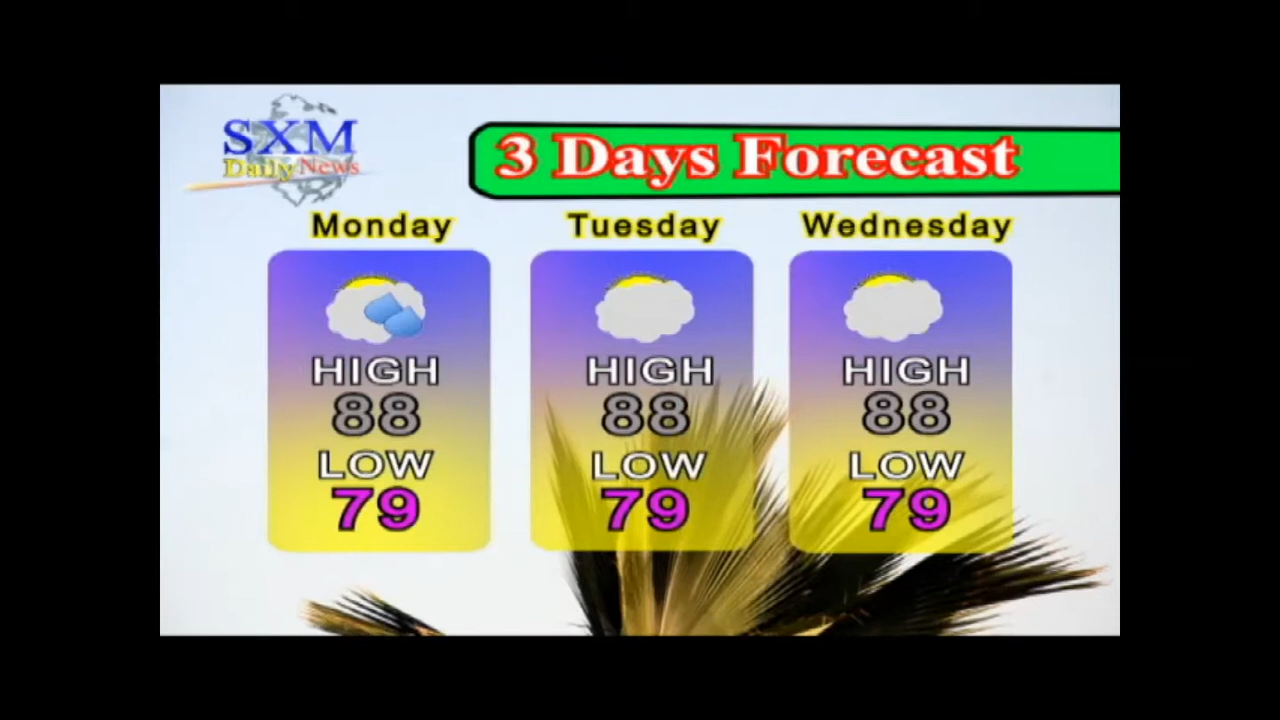 SXM
Daily News
3 Days Forecast
Monday Tuesday Wednesday
HIGH HIGH HIGH
88 88 88
LOW LOW LOW
79 79 79